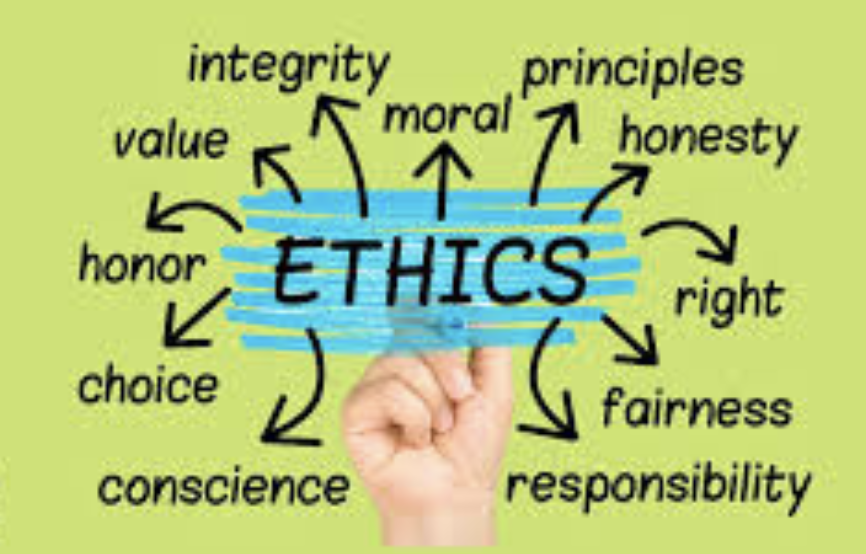 integrity
principles
moral
value
honesty
ETHICS
honor
right
choice
fairness
conscience
responsibility